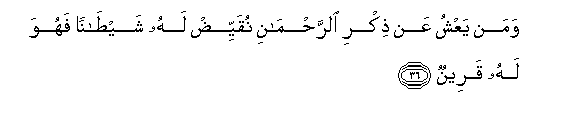 وَمَن يَعْشُ عَن ذِكْرِ ٱلرَّحْمَـٰنِ نُقَيِّضْ لَهُۥ شَيْطَـٰنًا فَهُوَ
لَهُۥ قَرِينٌ ٣٦